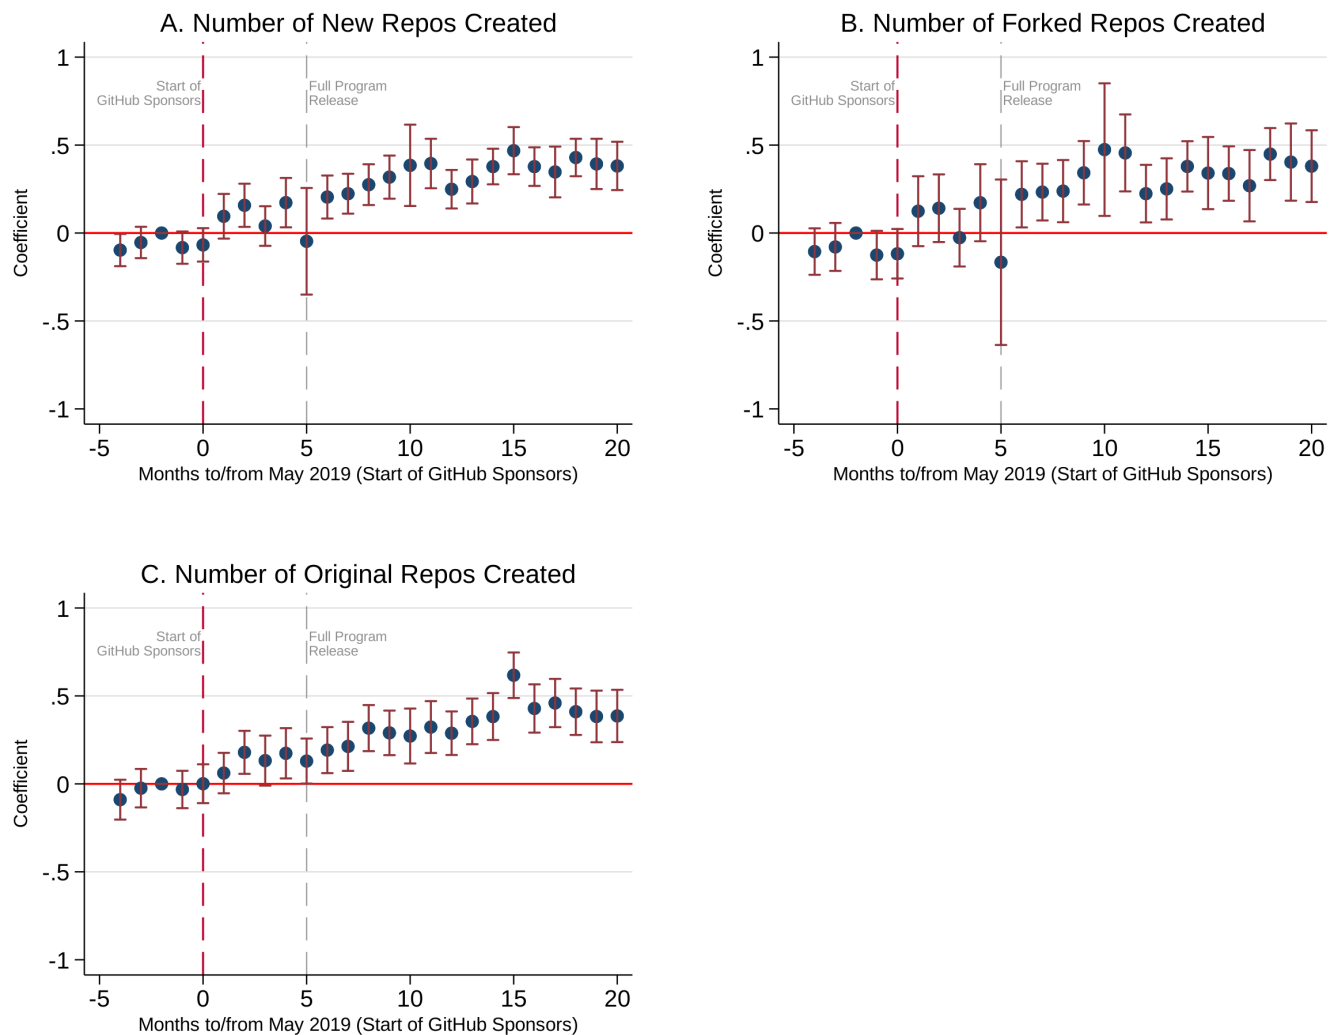 A. Number of New Repos Created
1
.5
0
-.5
-1
Coefficient
Start of
GitHub Sponsors
Full Program
Release
-5
0
5
10
15
20
Months to/from May 2019 (Start of GitHub Sponsors)
B. Number of Forked Repos Created
1
.5
0
-.5
-1
Coefficient
Start of
GitHub Sponsors
Full Program
Release
-5
0
5
10
15
20
Months to/from May 2019 (Start of GitHub Sponsors)
C. Number of Original Repos Created
1
.5
0
-.5
-1
Coefficient
Start of
GitHub Sponsors
Full Program
Release
-5
0
5
10
15
20
Months to/from May 2019 (Start of GitHub Sponsors)